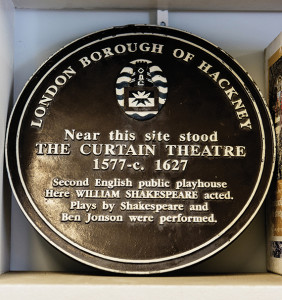 LONDON BOROUGH OF HACKNEY
Near this site stood
THE CURTAIN THEATRE
1577-c. 1627
Second English public playhouse
Here WILLIAM SHAKESPEARE acted.
Plays by Shakespeare and
Ben Jonson were performed.